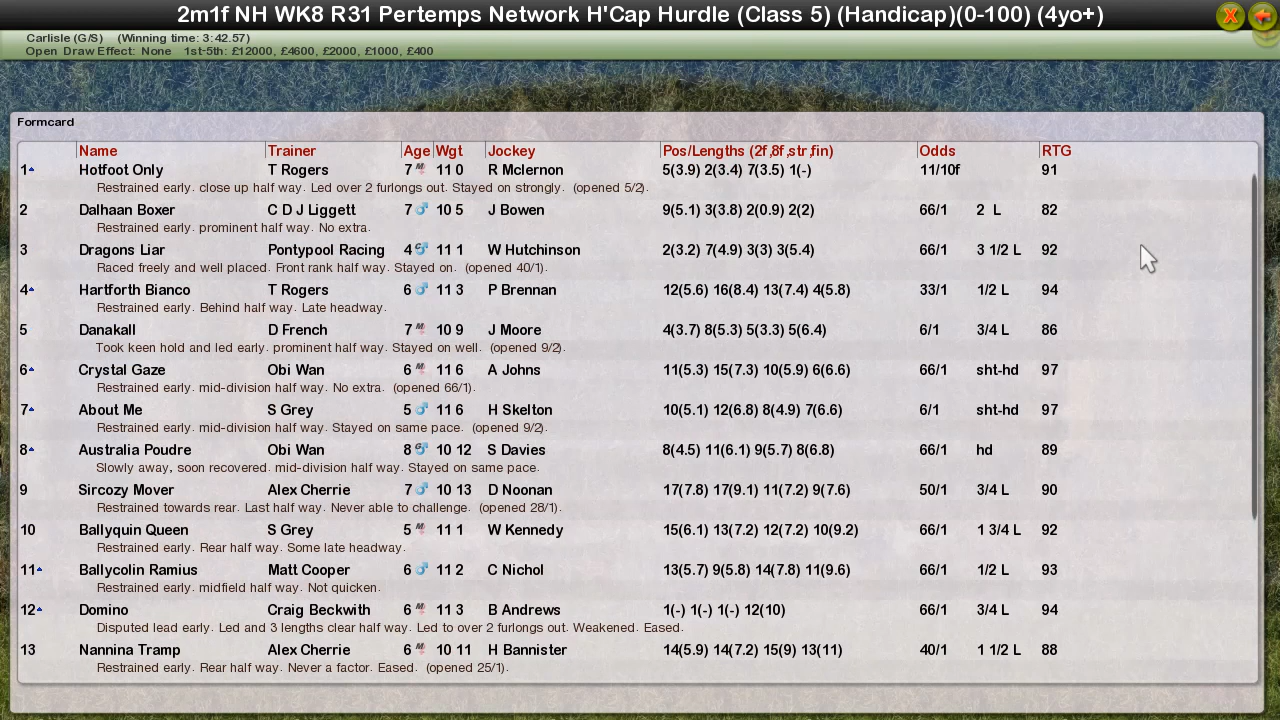 2m1f NH WK8 R31 Pertemps Network H'Cap Hurdle (Class 5) (Handicap)(0-100) (4yo+)
X
Carlisle (G/S) (Winning time: 3:42.57)
Open Draw Effect: None 1st-5th: £12000, £4600, £2000, £1000, £400
Formcard
Name Trainer Age Wgt Jockey Pos/Lengths (2f,8f,str,fin) Odds RTG
1 Hotfoot Only T Rogers 7 11 0 R Mclernon 5(3.9) 2(3.4) 7(3.5) 1(-) 11/10f 91
Restrained early. close up half way. Led over 2 furlongs out. Stayed on strongly. (opened 5/2).
2 Dalhaan Boxer C D J Liggett 7 10 5 J Bowen 9(5.1) 3(3.8) 2(0.9) 2(2) 66/1 2 L 82
Restrained early. prominent half way. No extra.
3 Dragons Liar Pontypool Racing 4 11 1 W Hutchinson 2(3.2) 7(4.9) 3(3) 3(5.4) 66/1 3 1/2 L 92
Raced freely and well placed. Front rank half way. Stayed on. (opened 40/1).
4 Hartforth Bianco T Rogers 6 11 3 P Brennan 12(5.6) 16(8.4) 13(7.4) 4(5.8) 33/1 1/2 L 94
Restrained early. Behind half way. Late headway.
5 Danakall D French 7 10 9 J Moore 4(3.7) 8(5.3) 5(3.3) 5(6.4) 6/1 3/4 L 86
Took keen hold and led early. prominent half way. Stayed on well. (opened 9/2).
6 Crystal Gaze Obi Wan 6 11 6 A Johns 11(5.3) 15(7.3) 10(5.9) 6(6.6) 66/1 sht-hd 97
Restrained early. mid-division half way. No extra. (opened 66/1).
7 About Me S Grey 5 11 6 H Skelton 10(5.1) 12(6.8) 8(4.9) 7(6.6) 6/1 sht-hd 97
Restrained early. mid-division half way. Stayed on same pace. (opened 9/2).
8 Australia Poudre Obi Wan 8 10 12 S Davies 8(4.5) 11(6.1) 9(5.7) 8(6.8) 66/1 hd 89
Slowly away, soon recovered. mid-division half way. Stayed on same pace.
9 Sircozy Mover Alex Cherrie 7 10 13 D Noonan 17(7.8) 17(9.1) 11(7.2) 9(7.6) 50/1 3/4 L 90
Restrained towards rear. Last half way. Never able to challenge. (opened 28/1).
10 Ballyquin Queen S Grey 5 11 1 W Kennedy 15(6.1) 13(7.2) 12(7.2) 10(9.2) 66/1 1 3/4 L 92
Restrained early. Rear half way. Some late headway.
11 Ballycolin Ramius Matt Cooper 6 11 2 C Nichol 13(5.7) 9(5.8) 14(7.8) 11(9.6) 66/1 1/2 L 93
Restrained early. midfield half way. Not quicken.
12 Domino Craig Beckwith 6 11 3 B Andrews 1(-) 1(-) 1(-) 12(10) 66/1 3/4 L 94
Disputed lead early. Led and 3 lengths clear half way. Led to over 2 furlongs out. Weakened. Eased.
13 Nannina Tramp Alex Cherrie 6 10 11 H Bannister 14(5.9) 14(7.2) 15(9) 13(11) 40/1 1 1/2 L 88
Restrained early. Rear half way. Never a factor. Eased. (opened 25/1).